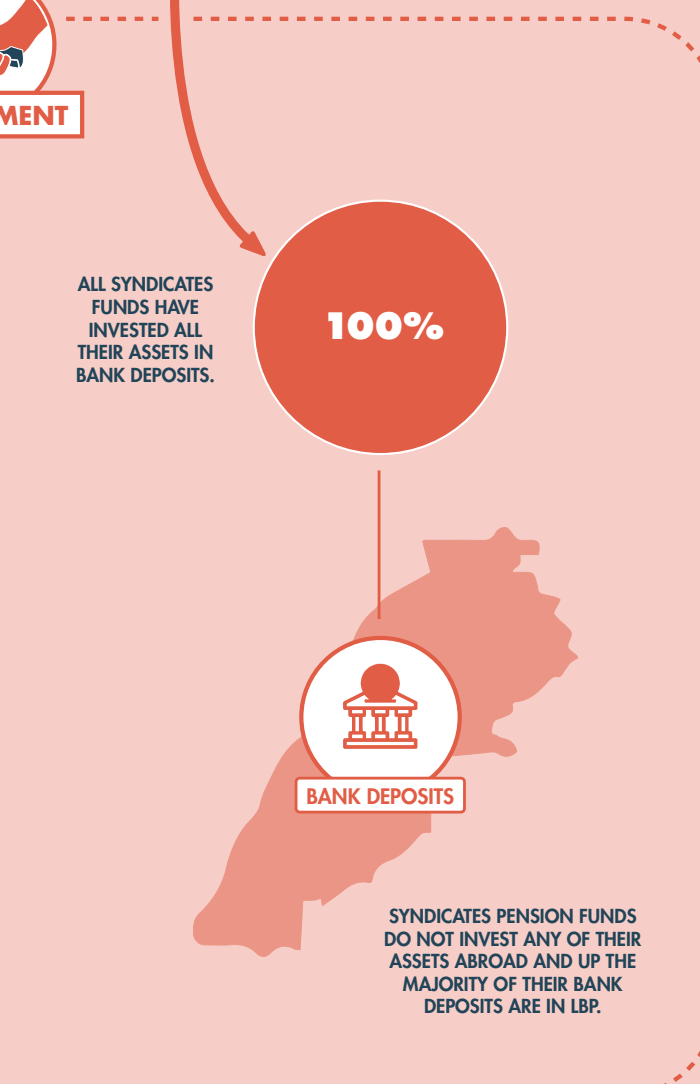 MENT
100%
ALL SYNDICATES
FUNDS HAVE
INVESTED ALL
THEIR ASSETS IN
BANK DEPOSITS.
BANK DEPOSITS
SYNDICATES PENSION FUNDS
DO NOT INVEST ANY OF THEIR
ASSETS ABROAD AND UP THE
MAJORITY OF THEIR BANK
DEPOSITS ARE IN LBP.